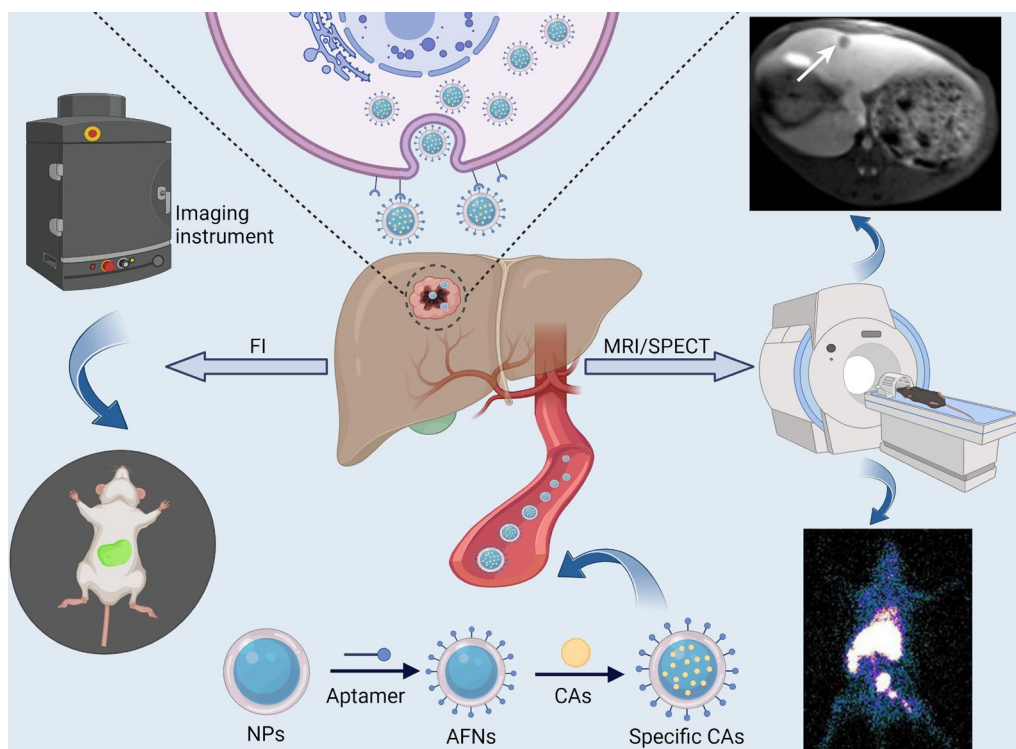 Imaging
instrument
FI
MRI/SPECT
Aptamer
CAs
NPs
AFNs
Specific CAs